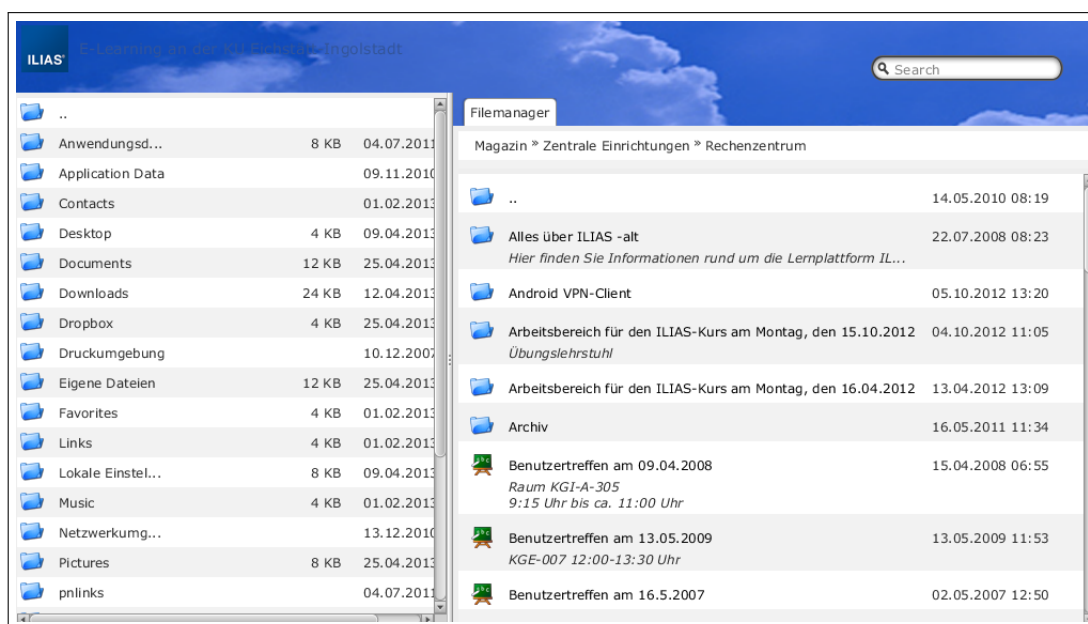 ILIAS®
E-Learning an der KU Eichstätt-Ingolstadt
Search
..
Anwendungsd... 8 KB 04.07.2011
Application Data 09.11.2010
Contacts 01.02.2013
Desktop 4 KB 09.04.2013
Documents 12 KB 25.04.2013
Downloads 24 KB 12.04.2013
Dropbox 4 KB 25.04.2013
Druckumgebung 10.12.2007
Eigene Dateien 12 KB 25.04.2013
Favorites 4 KB 01.02.2013
Links 4 KB 01.02.2013
Lokale Einstel... 8 KB 09.04.2013
Music 4 KB 01.02.2013
Netzwerkumg... 13.12.2010
Pictures 8 KB 25.04.2013
pnlinks 04.07.2011
Filemanager
Magazin » Zentrale Einrichtungen » Rechenzentrum
.. 14.05.2010 08:19
Alles über ILIAS -alt 22.07.2008 08:23
Hier finden Sie Informationen rund um die Lernplattform IL...
Android VPN-Client 05.10.2012 13:20
Arbeitsbereich für den ILIAS-Kurs am Montag, den 15.10.2012 04.10.2012 11:05
Übungslehrstuhl
Arbeitsbereich für den ILIAS-Kurs am Montag, den 16.04.2012 13.04.2012 13:09
Archiv 16.05.2011 11:34
Benutzertreffen am 09.04.2008 15.04.2008 06:55
Raum KGI-A-305
9:15 Uhr bis ca. 11:00 Uhr
Benutzertreffen am 13.05.2009 13.05.2009 11:53
KGE-007 12:00-13:30 Uhr
Benutzertreffen am 16.5.2007 02.05.2007 12:50